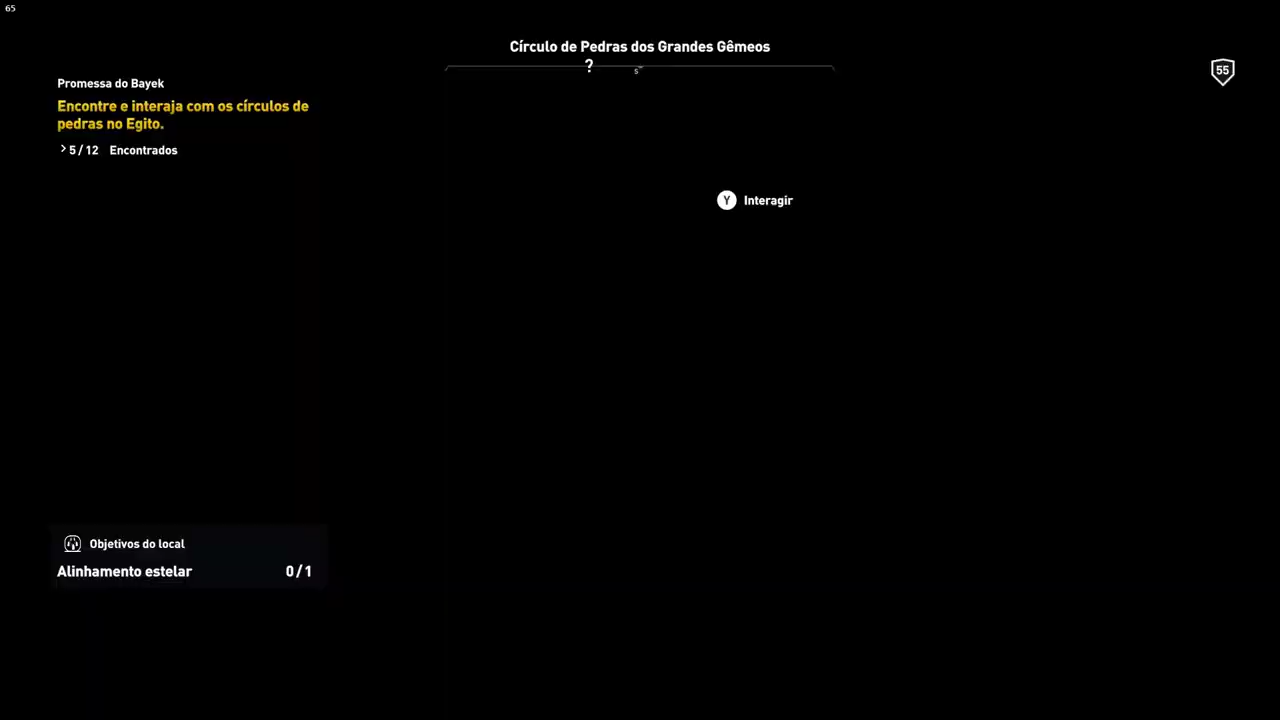 65
Círculo de Pedras dos Grandes Gêmeos
?
S
55
Promessa do Bayek
Encontre e interaja com os círculos de
pedras no Egito.
> 5 / 12 Encontrados
Y Interagir
Objetivos do local
Alinhamento estelar 0 / 1